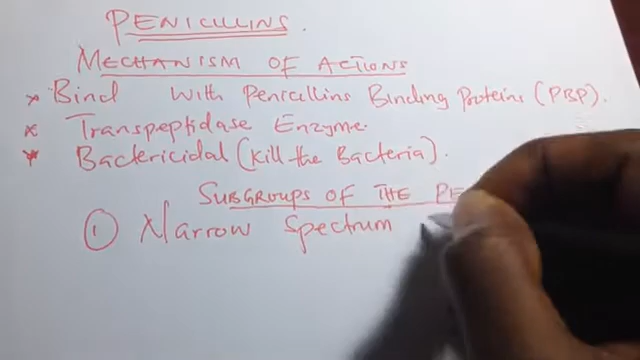 PENICULINS.
MECHANISM OF ACTIONS
* Bind With Penicillins Binding Proteins (PBP).
* Transpeptidase Enzyme.
* Bactericidal (Kill the Bacteria).
SUBGROUPS OF THE PE
① Narrow Spectrum